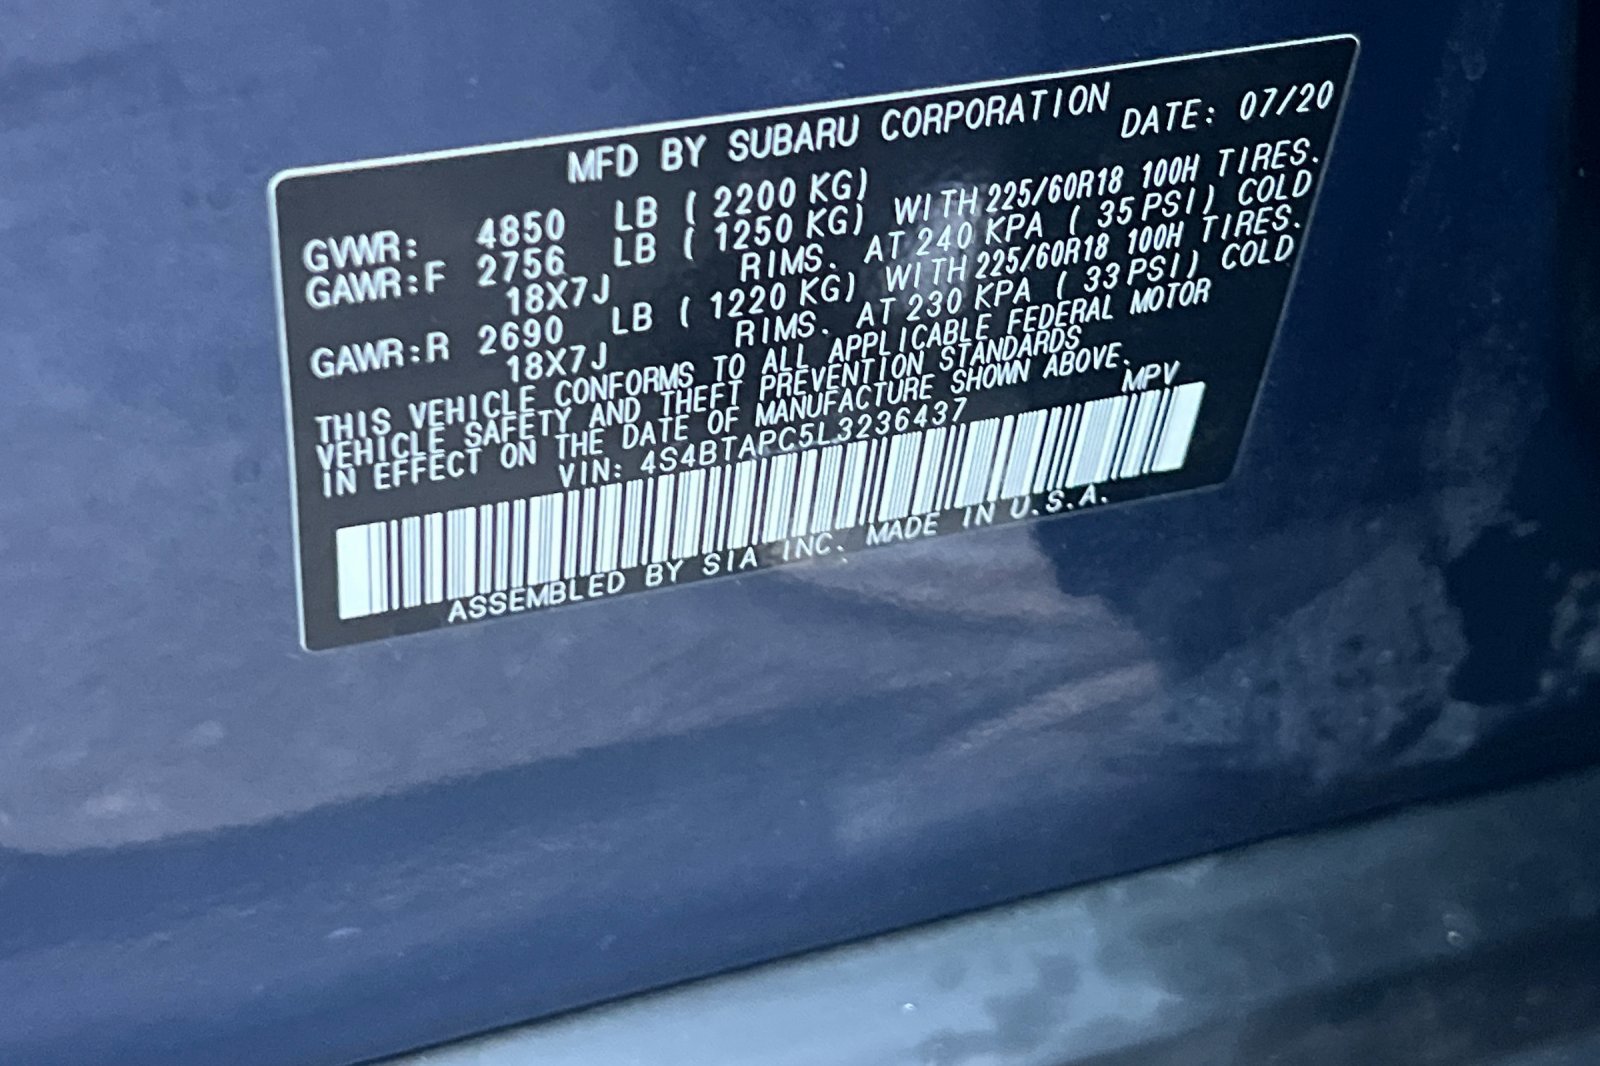 MFD BY SUBARU CORPORATION
DATE: 07/20
GVWR: 4850 LB ( 2200 KG)
GAWR:F 2756 LB ( 1250 KG) WITH 225/60R18 100H TIRES.
18X7J RIMS. AT 240 KPA ( 35 PSI) COLD
GAWR:R 2690 LB ( 1220 KG) WITH 225/60R18 100H TIRES.
18X7J RIMS. AT 230 KPA ( 33 PSI) COLD
THIS VEHICLE CONFORMS TO ALL APPLICABLE FEDERAL MOTOR
VEHICLE SAFETY AND THEFT PREVENTION STANDARDS
IN EFFECT ON THE DATE OF MANUFACTURE SHOWN ABOVE.
VIN: 4S4BTAPC5L3236437 MPV
ASSEMBLED BY SIA INC. MADE IN U.S.A.